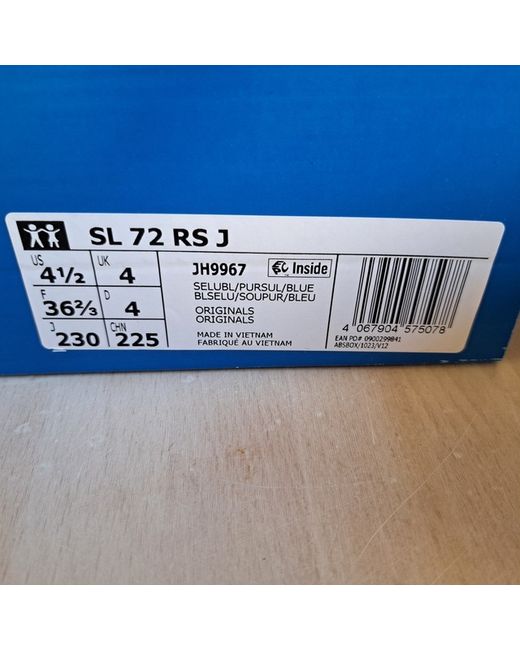 SL 72 RS J
US 4½ UK 4
F 36⅔ D 4
J 230 CHN 225
JH9967 Inside
SELUBL/PURSUL/BLUE
BLSELU/SOUPUR/BLEU
ORIGINALS
ORIGINALS
MADE IN VIETNAM
FABRIQUÉ AU VIETNAM
4 067904 575078
EAN PO# 0900299841
ABSBOX/1023/V12